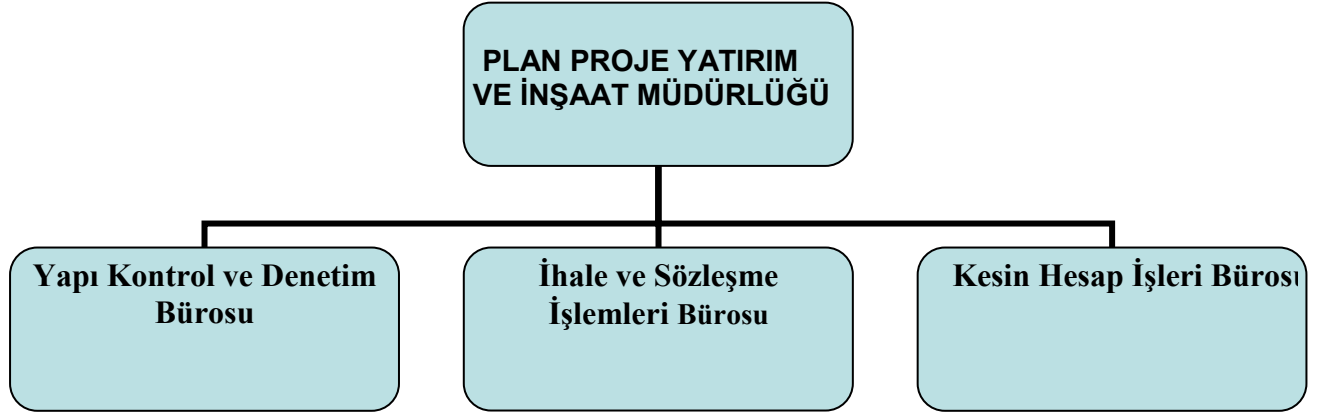 PLAN PROJE YATIRIM
VE İNŞAAT MÜDÜRLÜĞÜ
Yapı Kontrol ve Denetim
Bürosu
İhale ve Sözleşme
İşlemleri Bürosu
Kesin Hesap İşleri Bürosu